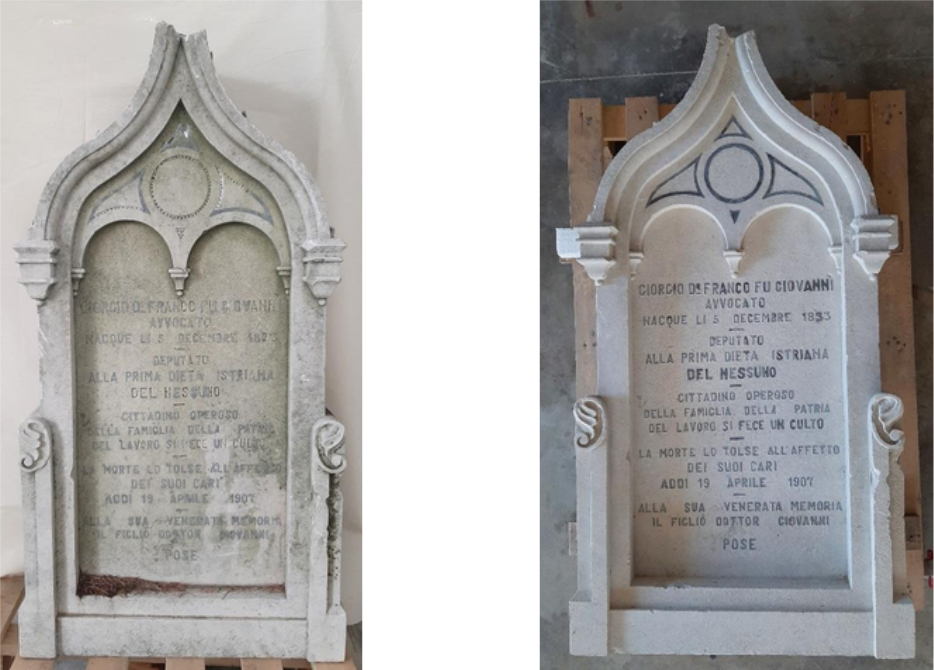 GIORGIO De FRANCO FU GIOVANNI
AVVOCATO
NACQUE LI 5 DECEMBRE 1833
DEPUTATO
ALLA PRIMA DIETA ISTRIANA
DEL NESSUNO
CITTADINO OPEROSO
DELLA FAMIGLIA DELLA PATRIA
DEL LAVORO SI FECE UN CULTO
LA MORTE LO TOLSE ALL'AFFETTO
DEI SUOI CARI
ADDI 19 APRILE 1907
ALLA SUA VENERATA MEMORIA
IL FIGLIO DOTTOR GIOVANNI
POSE
GIORGIO De FRANCO FU GIOVANNI
AVVOCATO
NACQUE LI 5 DECEMBRE 1833
DEPUTATO
ALLA PRIMA DIETA ISTRIANA
DEL NESSUNO
CITTADINO OPEROSO
DELLA FAMIGLIA DELLA PATRIA
DEL LAVORO SI FECE UN CULTO
LA MORTE LO TOLSE ALL'AFFETTO
DEI SUOI CARI
ADDI 19 APRILE 1907
ALLA SUA VENERATA MEMORIA
IL FIGLIO DOTTOR GIOVANNI
POSE